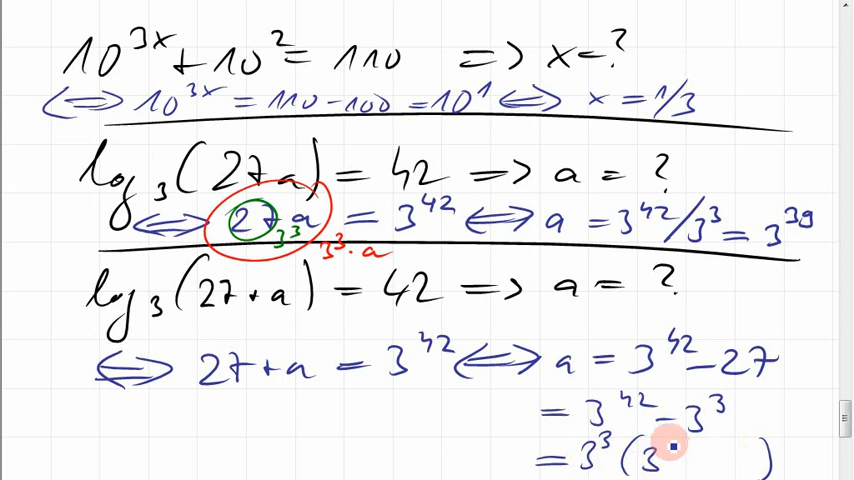 10^{3x} + 10^2 = 110 => x = ?
<=> 10^{3x} = 110 - 100 = 10^1 <=> x = 1/3
log_3(27a) = 42 => a = ?
<=> 27a = 3^{42} <=> a = 3^{42}/3^3 = 3^{39}
3^3 3^3·a
log_3(27+a) = 42 => a = ?
<=> 27+a = 3^{42} <=> a = 3^{42} - 27
= 3^{42} - 3^3
= 3^3 (3 )